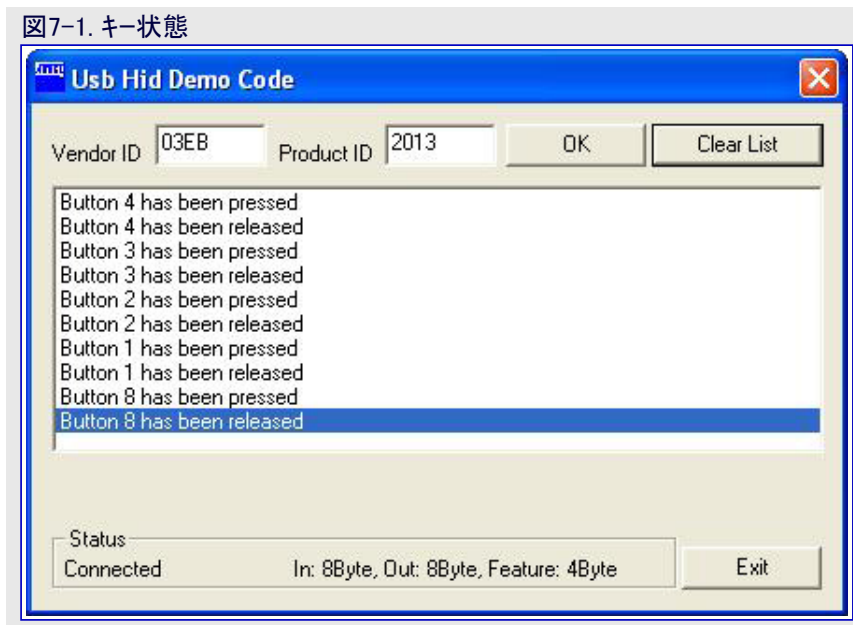 図7-1. キー状態
Usb Hid Demo Code
Vendor ID 03EB Product ID 2013 OK Clear List
Button 4 has been pressed
Button 4 has been released
Button 3 has been pressed
Button 3 has been released
Button 2 has been pressed
Button 2 has been released
Button 1 has been pressed
Button 1 has been released
Button 8 has been pressed
Button 8 has been released
Status
Connected In: 8Byte, Out: 8Byte, Feature: 4Byte Exit